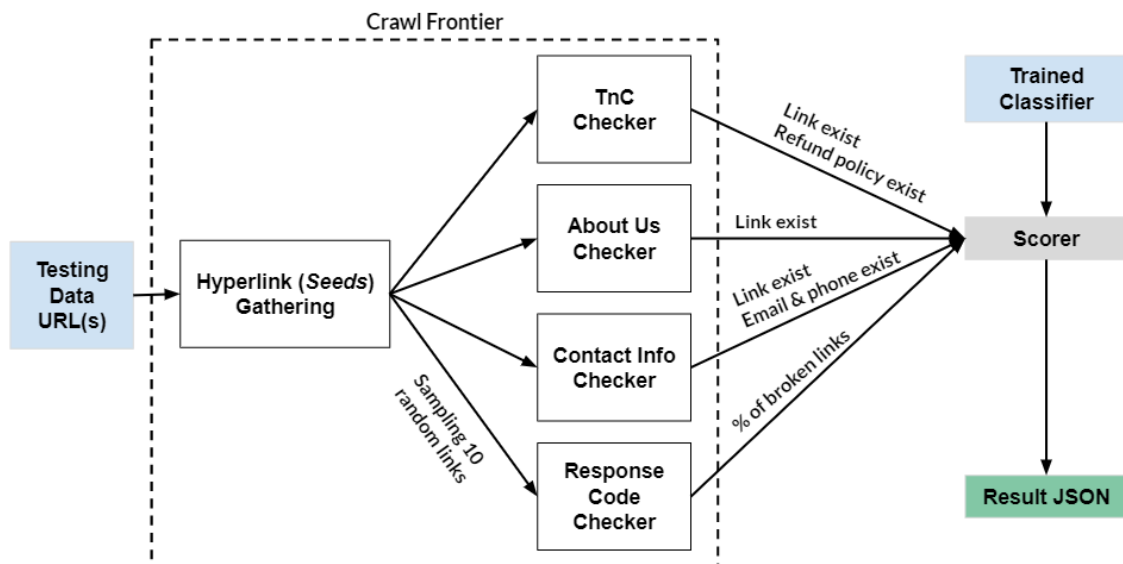 Crawl Frontier
TnC
Checker
Trained
Classifier
Link exist
Refund policy exist
About Us
Checker
Link exist
Scorer
Testing
Data
URL(s)
Hyperlink (Seeds)
Gathering
Link exist
Email & phone exist
Contact Info
Checker
Sampling 10
random links
% of broken links
Response
Code
Checker
Result JSON